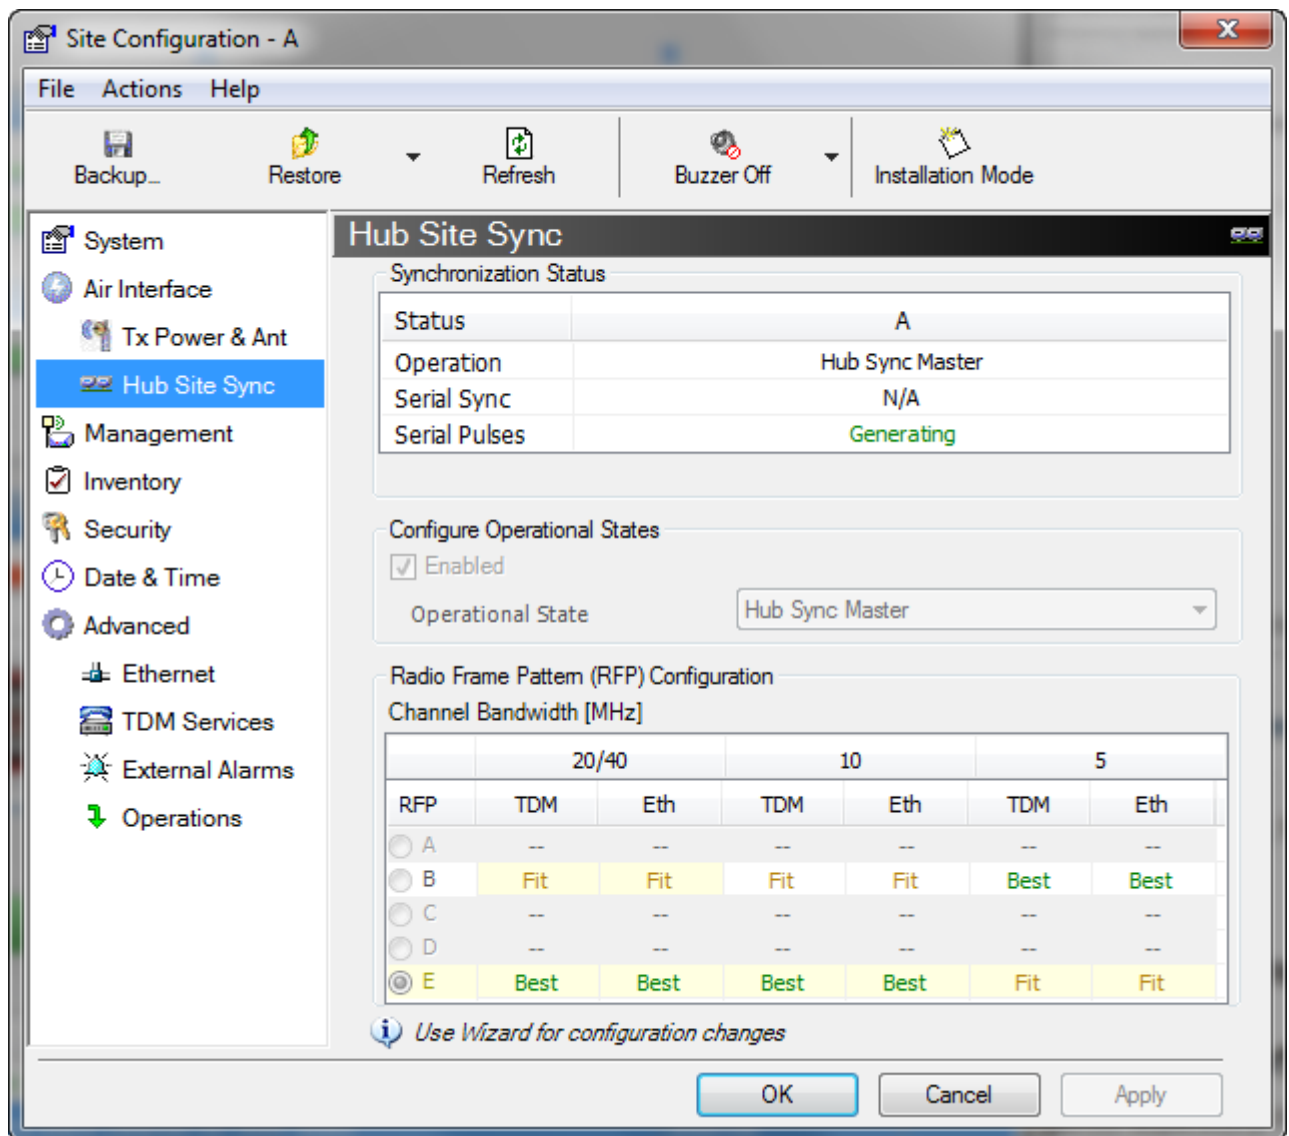 Site Configuration - A
File Actions Help
Backup... Restore Refresh Buzzer Off Installation Mode
System
Air Interface
Tx Power & Ant
Hub Site Sync
Management
Inventory
Security
Date & Time
Advanced
Ethernet
TDM Services
External Alarms
Operations
Hub Site Sync
Synchronization Status
Status A
Operation Hub Sync Master
Serial Sync N/A
Serial Pulses Generating
Configure Operational States
Enabled
Operational State Hub Sync Master
Radio Frame Pattern (RFP) Configuration
Channel Bandwidth [MHz]
20/40 10 5
RFP TDM Eth TDM Eth TDM Eth
A -- -- -- -- -- --
B Fit Fit Fit Fit Best Best
C -- -- -- -- -- --
D -- -- -- -- -- --
E Best Best Best Best Fit Fit
Use Wizard for configuration changes
OK Cancel Apply